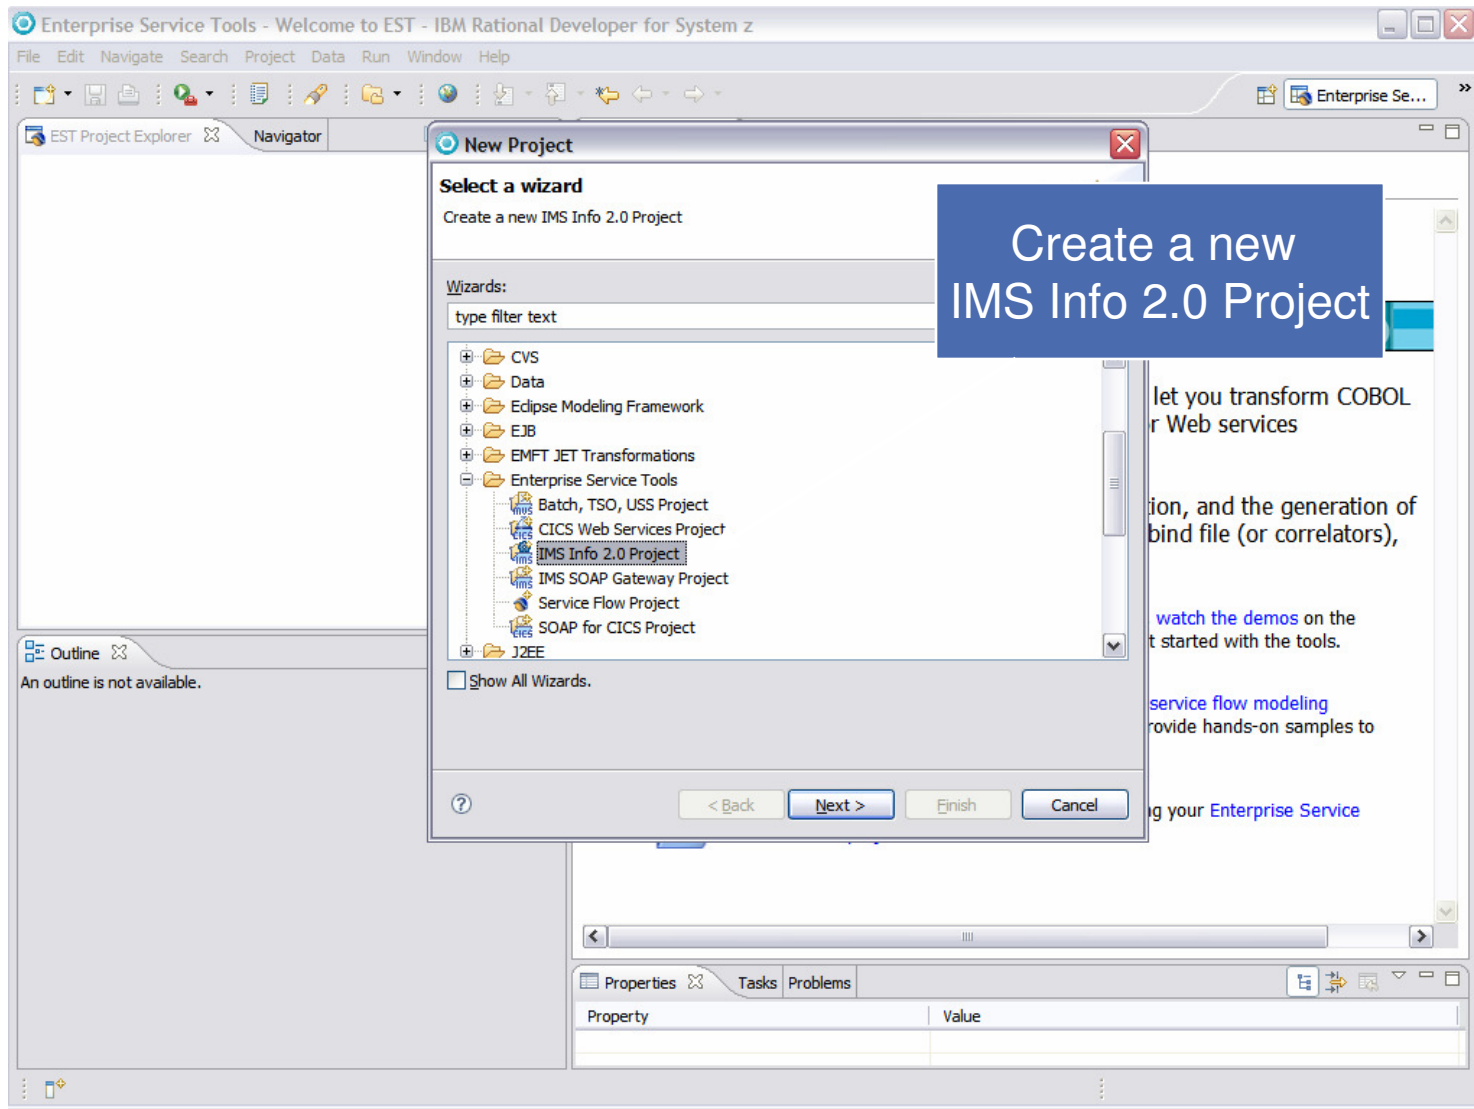 Enterprise Service Tools - Welcome to EST - IBM Rational Developer for System z
File Edit Navigate Search Project Data Run Window Help
Enterprise Se...
EST Project Explorer
Navigator
New Project
Select a wizard
Create a new IMS Info 2.0 Project
Create a new
IMS Info 2.0 Project
Wizards:
type filter text
CVS
Data
Eclipse Modeling Framework
EJB
EMFT JET Transformations
Enterprise Service Tools
Batch, TSO, USS Project
CICS Web Services Project
IMS Info 2.0 Project
IMS SOAP Gateway Project
Service Flow Project
SOAP for CICS Project
J2EE
Show All Wizards.
< Back
Next >
Finish
Cancel
let you transform COBOL
r Web services
tion, and the generation of
bind file (or correlators),
watch the demos on the
t started with the tools.
service flow modeling
rovide hands-on samples to
ng your Enterprise Service
Outline
An outline is not available.
Properties
Tasks
Problems
Property
Value